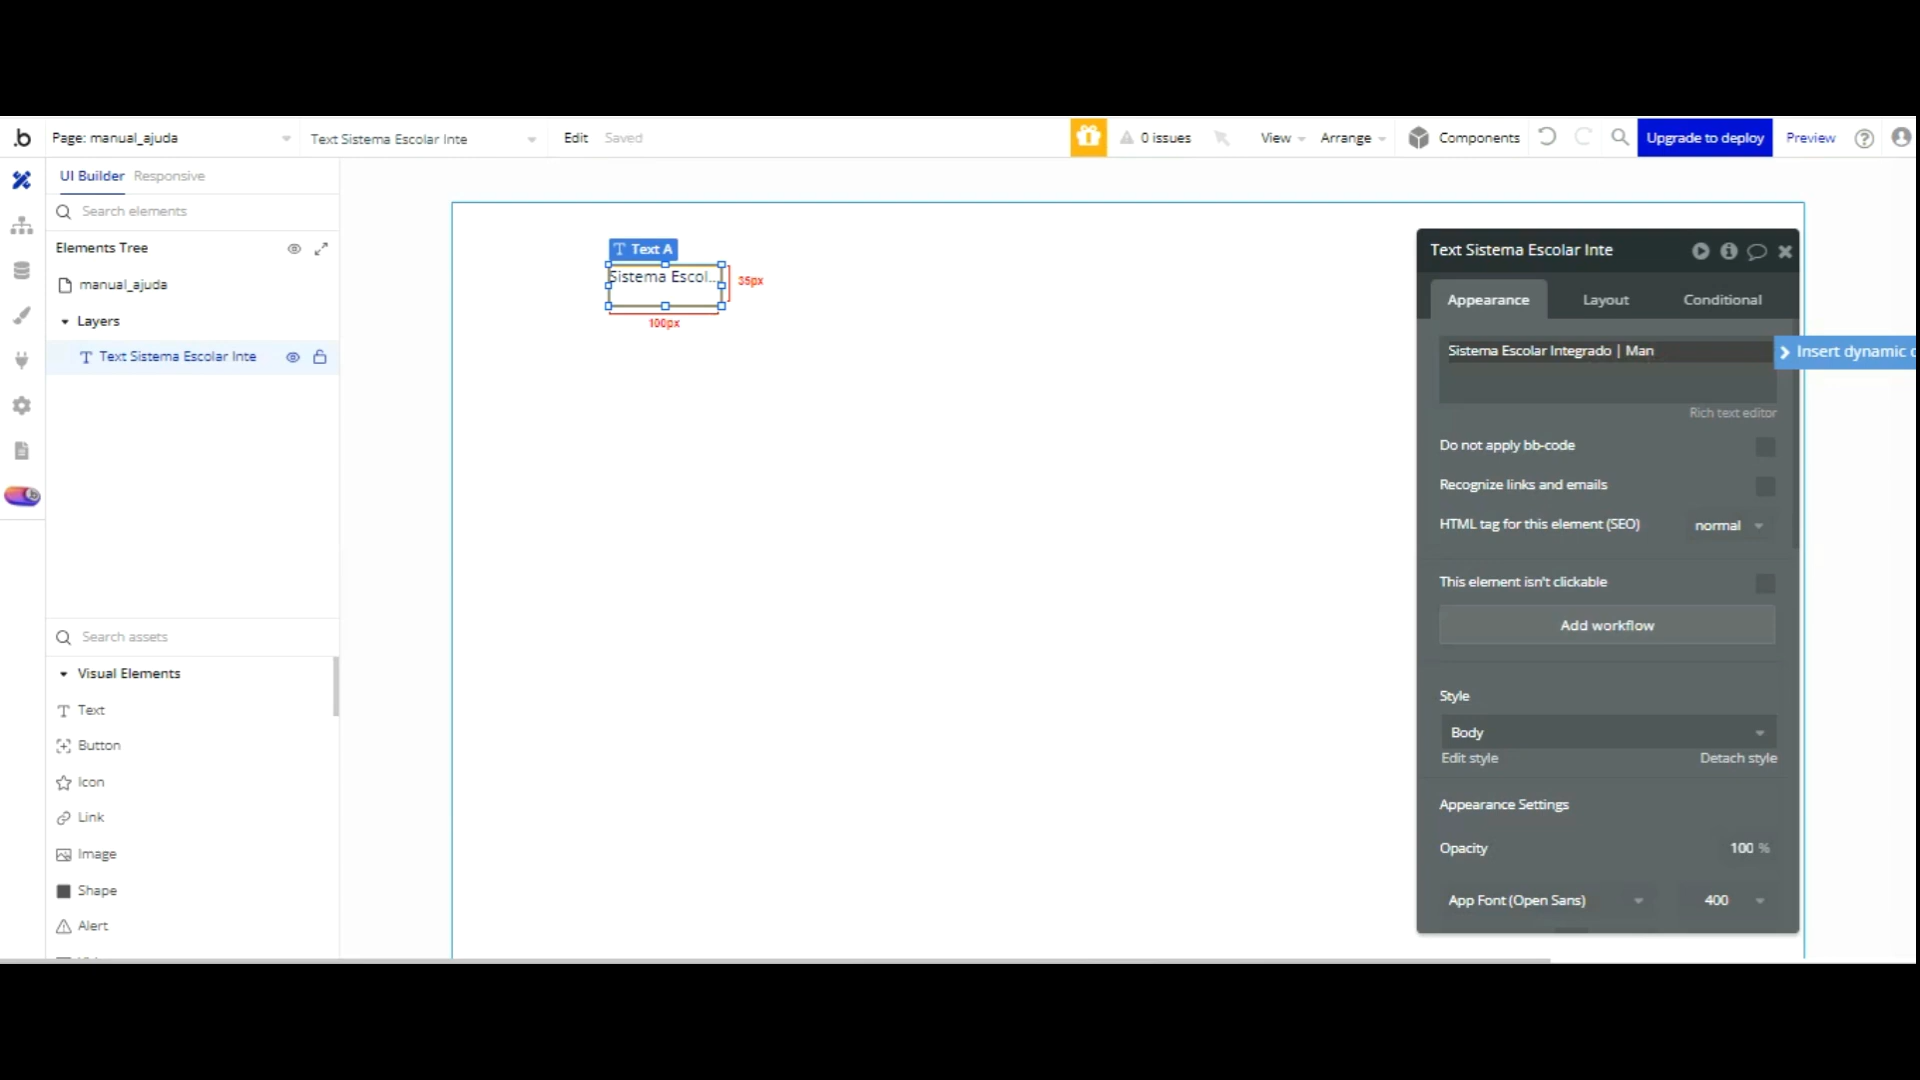 .b Page: manual_ajuda Text Sistema Escolar Inte Edit Saved 0 issues View Arrange Components Upgrade to deploy Preview
UI Builder Responsive
Search elements
Elements Tree
manual_ajuda
Layers
Text Sistema Escolar Inte
Search assets
Visual Elements
Text
Button
Icon
Link
Image
Shape
Alert
Text A
Sistema Escol...
35px
100px
Text Sistema Escolar Inte
Appearance Layout Conditional
Sistema Escolar Integrado | Man
Insert dynamic
Rich text editor
Do not apply bb-code
Recognize links and emails
HTML tag for this element (SEO) normal
This element isn't clickable
Add workflow
Style
Body
Edit style Detach style
Appearance Settings
Opacity 100 %
App Font (Open Sans) 400